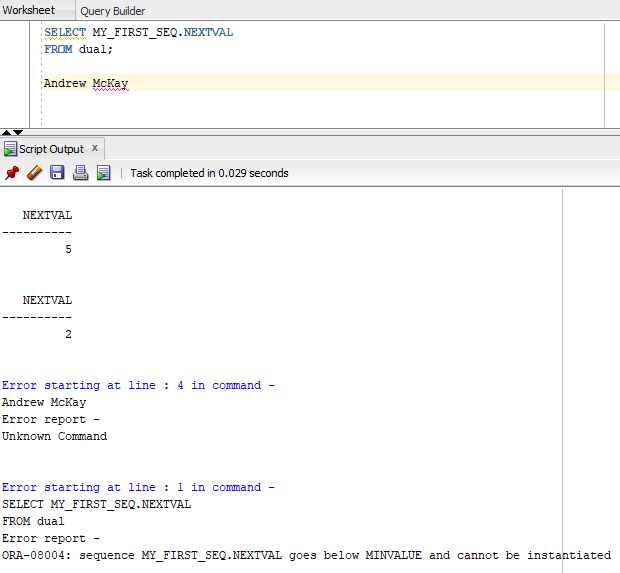 Worksheet Query Builder
SELECT MY_FIRST_SEQ.NEXTVAL
FROM dual;
Andrew McKay
Script Output x
Task completed in 0.029 seconds
NEXTVAL
----------
5
NEXTVAL
----------
2
Error starting at line : 4 in command -
Andrew McKay
Error report -
Unknown Command
Error starting at line : 1 in command -
SELECT MY_FIRST_SEQ.NEXTVAL
FROM dual
Error report -
ORA-08004: sequence MY_FIRST_SEQ.NEXTVAL goes below MINVALUE and cannot be instantiated